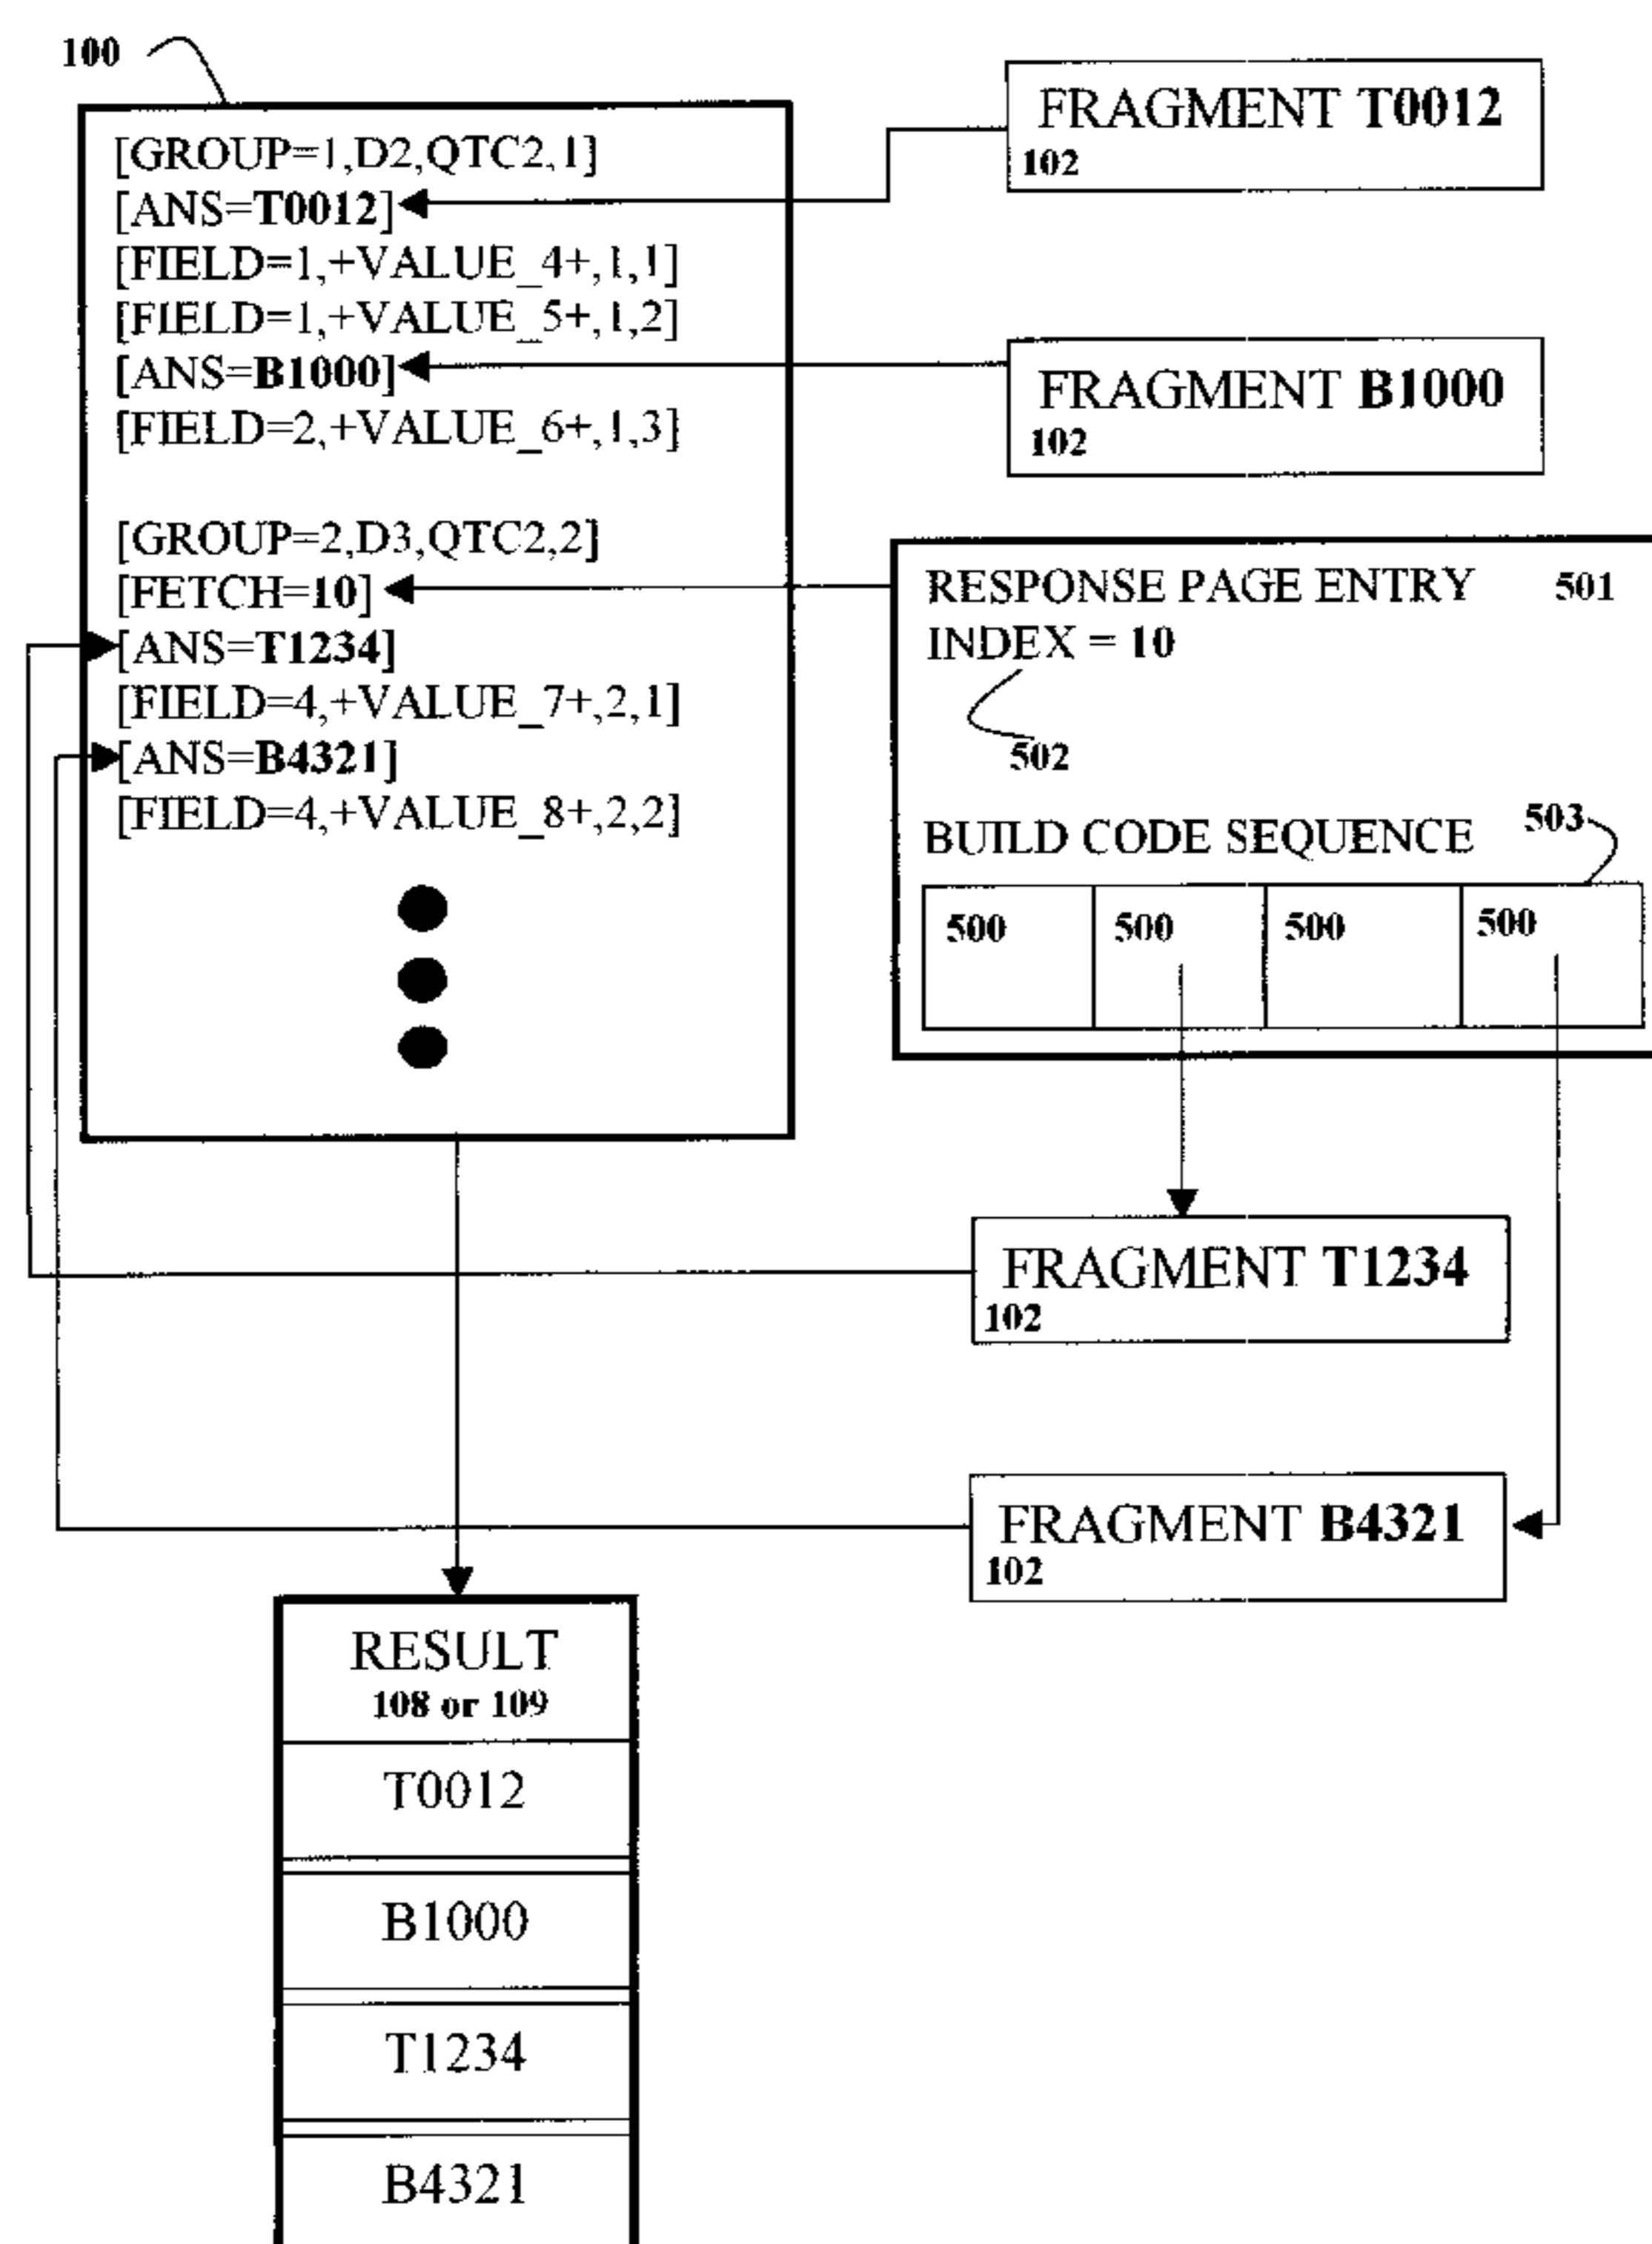 100
[GROUP=1,D2,QTC2,1]
[ANS=T0012]
[FIELD=1,+VALUE_4+,1,1]
[FIELD=1,+VALUE_5+,1,2]
[ANS=B1000]
[FIELD=2,+VALUE_6+,1,3]
[GROUP=2,D3,QTC2,2]
[FETCH=10]
[ANS=T1234]
[FIELD=4,+VALUE_7+,2,1]
[ANS=B4321]
[FIELD=4,+VALUE_8+,2,2]
FRAGMENT T0012
102
FRAGMENT B1000
102
RESPONSE PAGE ENTRY 501
INDEX = 10
502
BUILD CODE SEQUENCE 503
500 500 500 500
FRAGMENT T1234
102
FRAGMENT B4321
102
RESULT
108 or 109
T0012
B1000
T1234
B4321